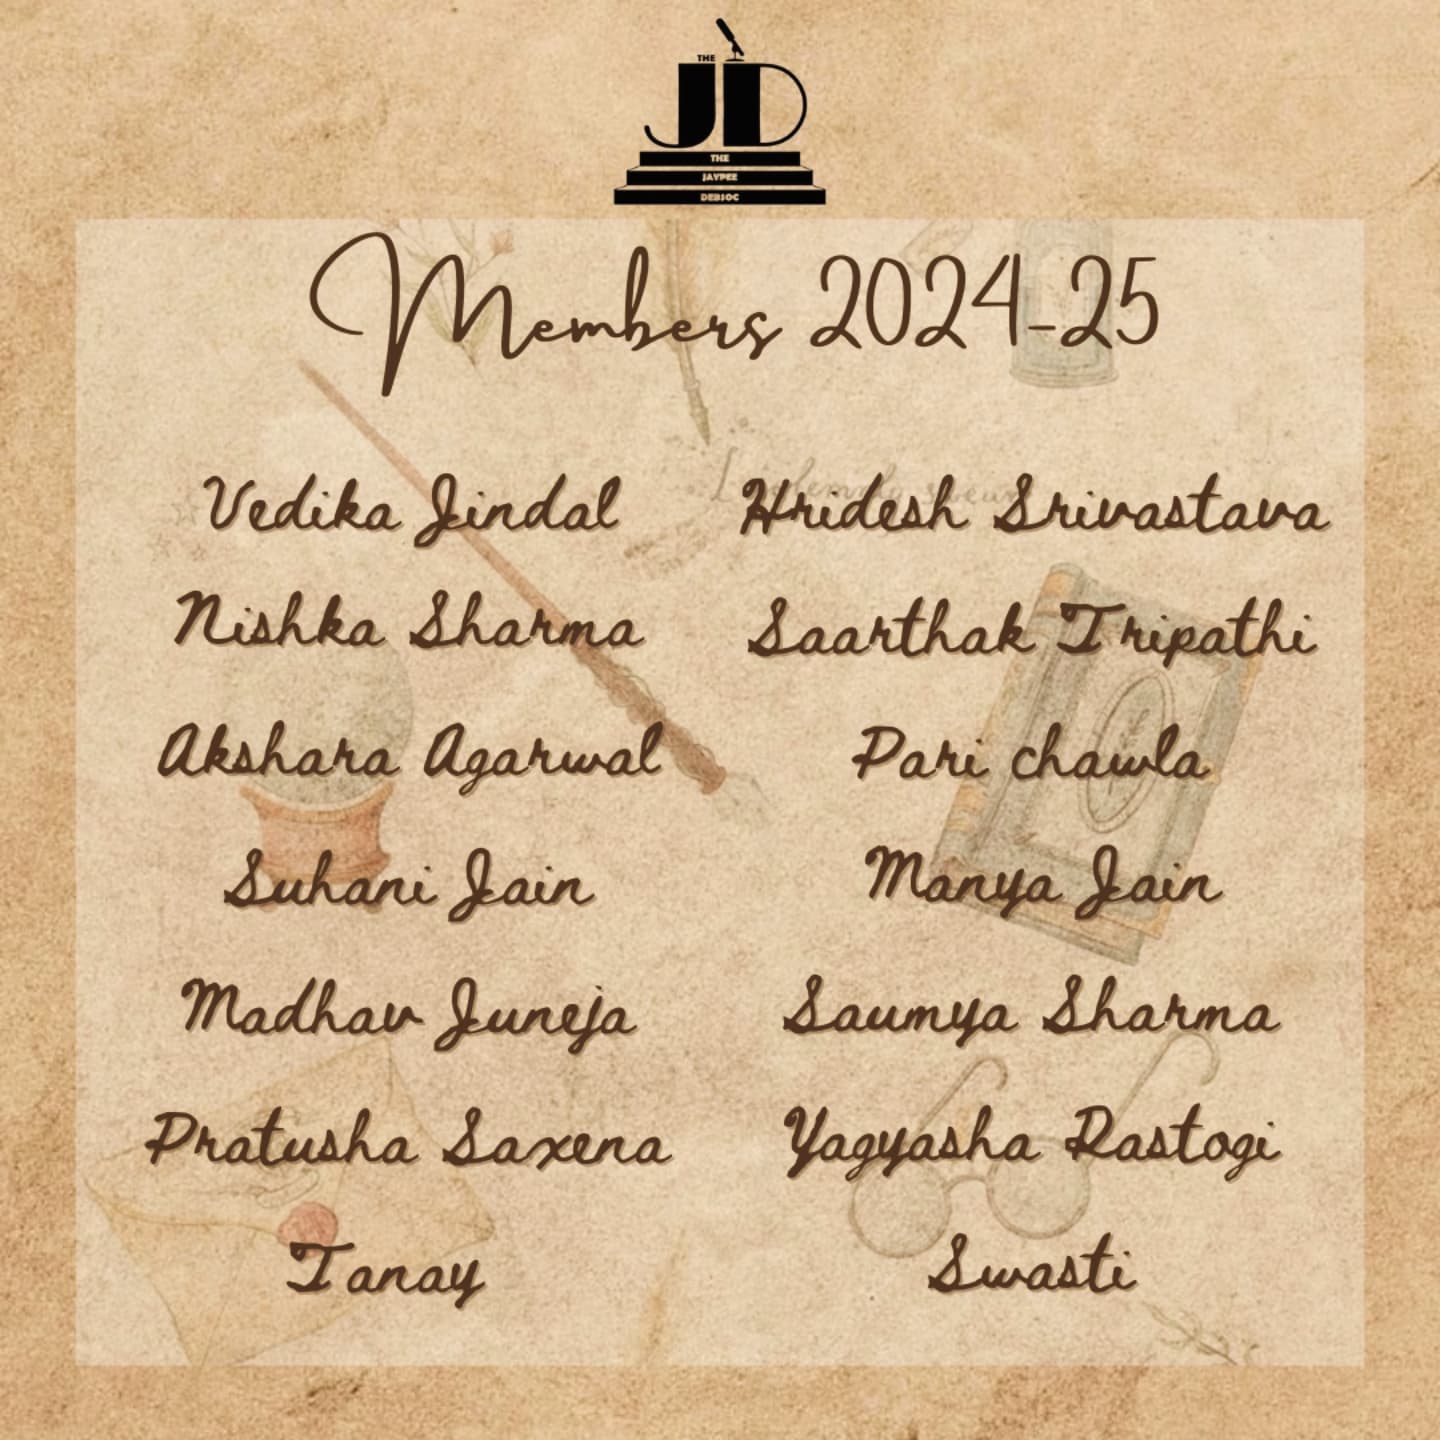 THE
JD
THE
JAYPEE
DEBSOC
Members 2024-25
Vedika Jindal
Hridesh Srivastava
Nishka Sharma
Saarthak Tripathi
Akshara Agarwal
Pari chawla
Suhani Jain
Manya Jain
Madhav Juneja
Saumya Sharma
Pratusha Saxena
Yagyasha Rastogi
Tanay
Swasti